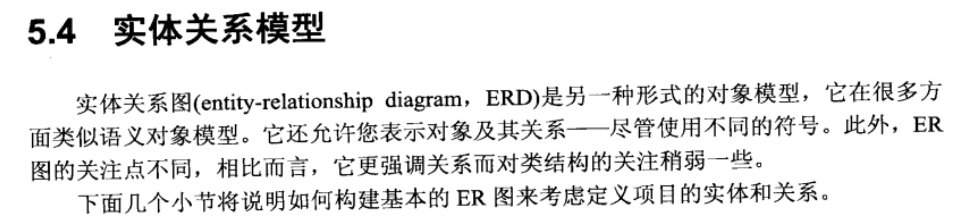 5.4 实体关系模型
实体关系图(entity-relationship diagram，ERD)是另一种形式的对象模型，它在很多方
面类似语义对象模型。它还允许您表示对象及其关系——尽管使用不同的符号。此外，ER
图的关注点不同，相比而言，它更强调关系而对类结构的关注稍弱一些。
下面几个小节将说明如何构建基本的 ER 图来考虑定义项目的实体和关系。